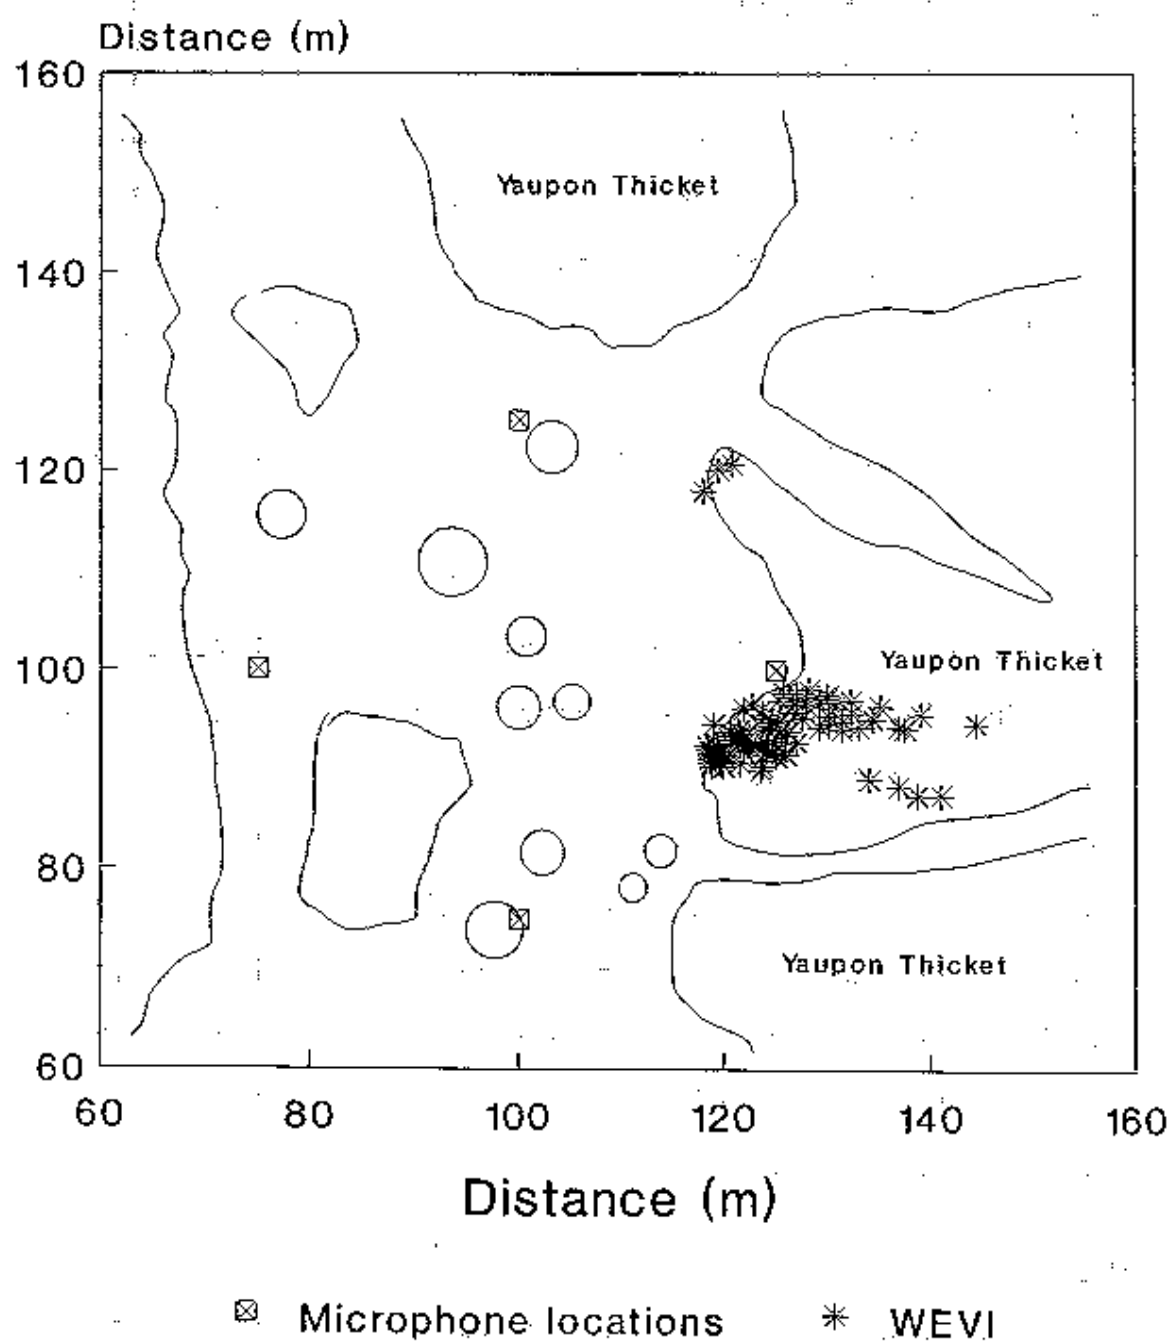 Distance (m)
160
Yaupon Thicket
140
120
100
Yaupon Thicket
80
Yaupon Thicket
60
60 80 100 120 140 160
Distance (m)
Microphone locations WEVI